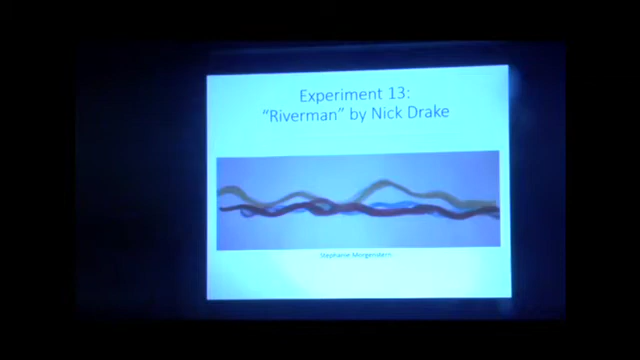 Experiment 13:
“Riverman” by Nick Drake
Stephanie Morgenstern